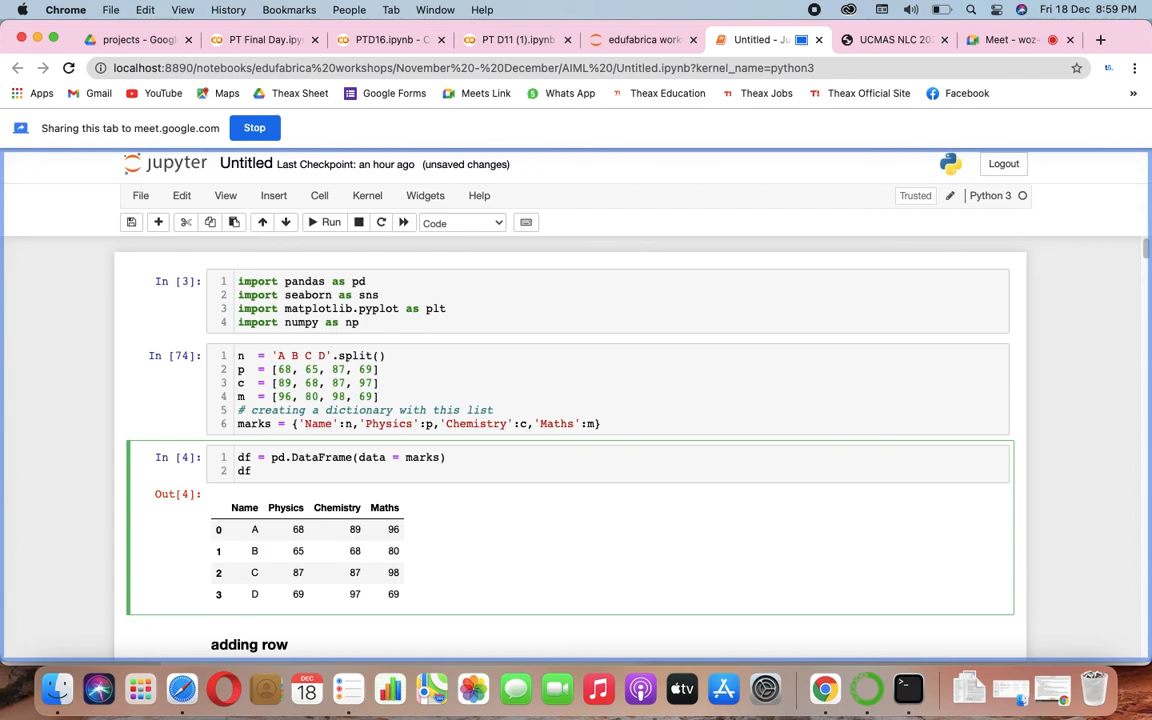 Chrome File Edit View History Bookmarks People Tab Window Help Fri 18 Dec 8:59 PM
projects - Google PT Final Day.ipyn PTD16.ipynb - C PT D11 (1).ipynb edufabrica work Untitled - Ju UCMAS NLC 202 Meet - woz-
localhost:8890/notebooks/edufabrica%20workshops/November%20-%20December/AIML%20/Untitled.ipynb?kernel_name=python3
Apps Gmail YouTube Maps Theax Sheet Google Forms Meets Link Whats App Theax Education Theax Jobs Theax Official Site Facebook »
Sharing this tab to meet.google.com Stop
jupyter Untitled Last Checkpoint: an hour ago (unsaved changes) Logout
File Edit View Insert Cell Kernel Widgets Help Trusted Python 3
Run Code
In [3]: 1 import pandas as pd
2 import seaborn as sns
3 import matplotlib.pyplot as plt
4 import numpy as np
In [74]: 1 n = 'A B C D'.split()
2 p = [68, 65, 87, 69]
3 c = [89, 68, 87, 97]
4 m = [96, 80, 98, 69]
5 # creating a dictionary with this list
6 marks = {'Name':n,'Physics':p,'Chemistry':c,'Maths':m}
In [4]: 1 df = pd.DataFrame(data = marks)
2 df
Out[4]:
Name Physics Chemistry Maths
0 A 68 89 96
1 B 65 68 80
2 C 87 87 98
3 D 69 97 69
adding row
DEC
18
tv